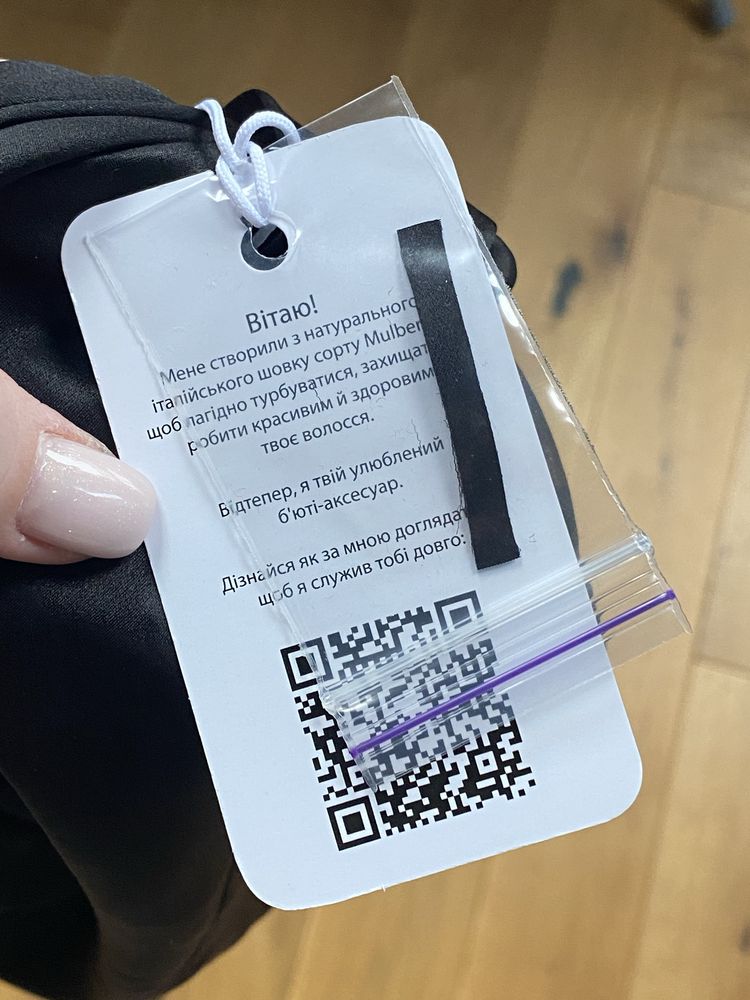 Вітаю!
Мене створили з натурального
італійського шовку сорту Mulber
щоб лагідно турбуватися, захищат
робити красивим й здоровим
твоє волосся.
Відтепер, я твій улюблений
б'юті-аксесуар.
Дізнайся як за мною догляда
щоб я служив тобі довго: